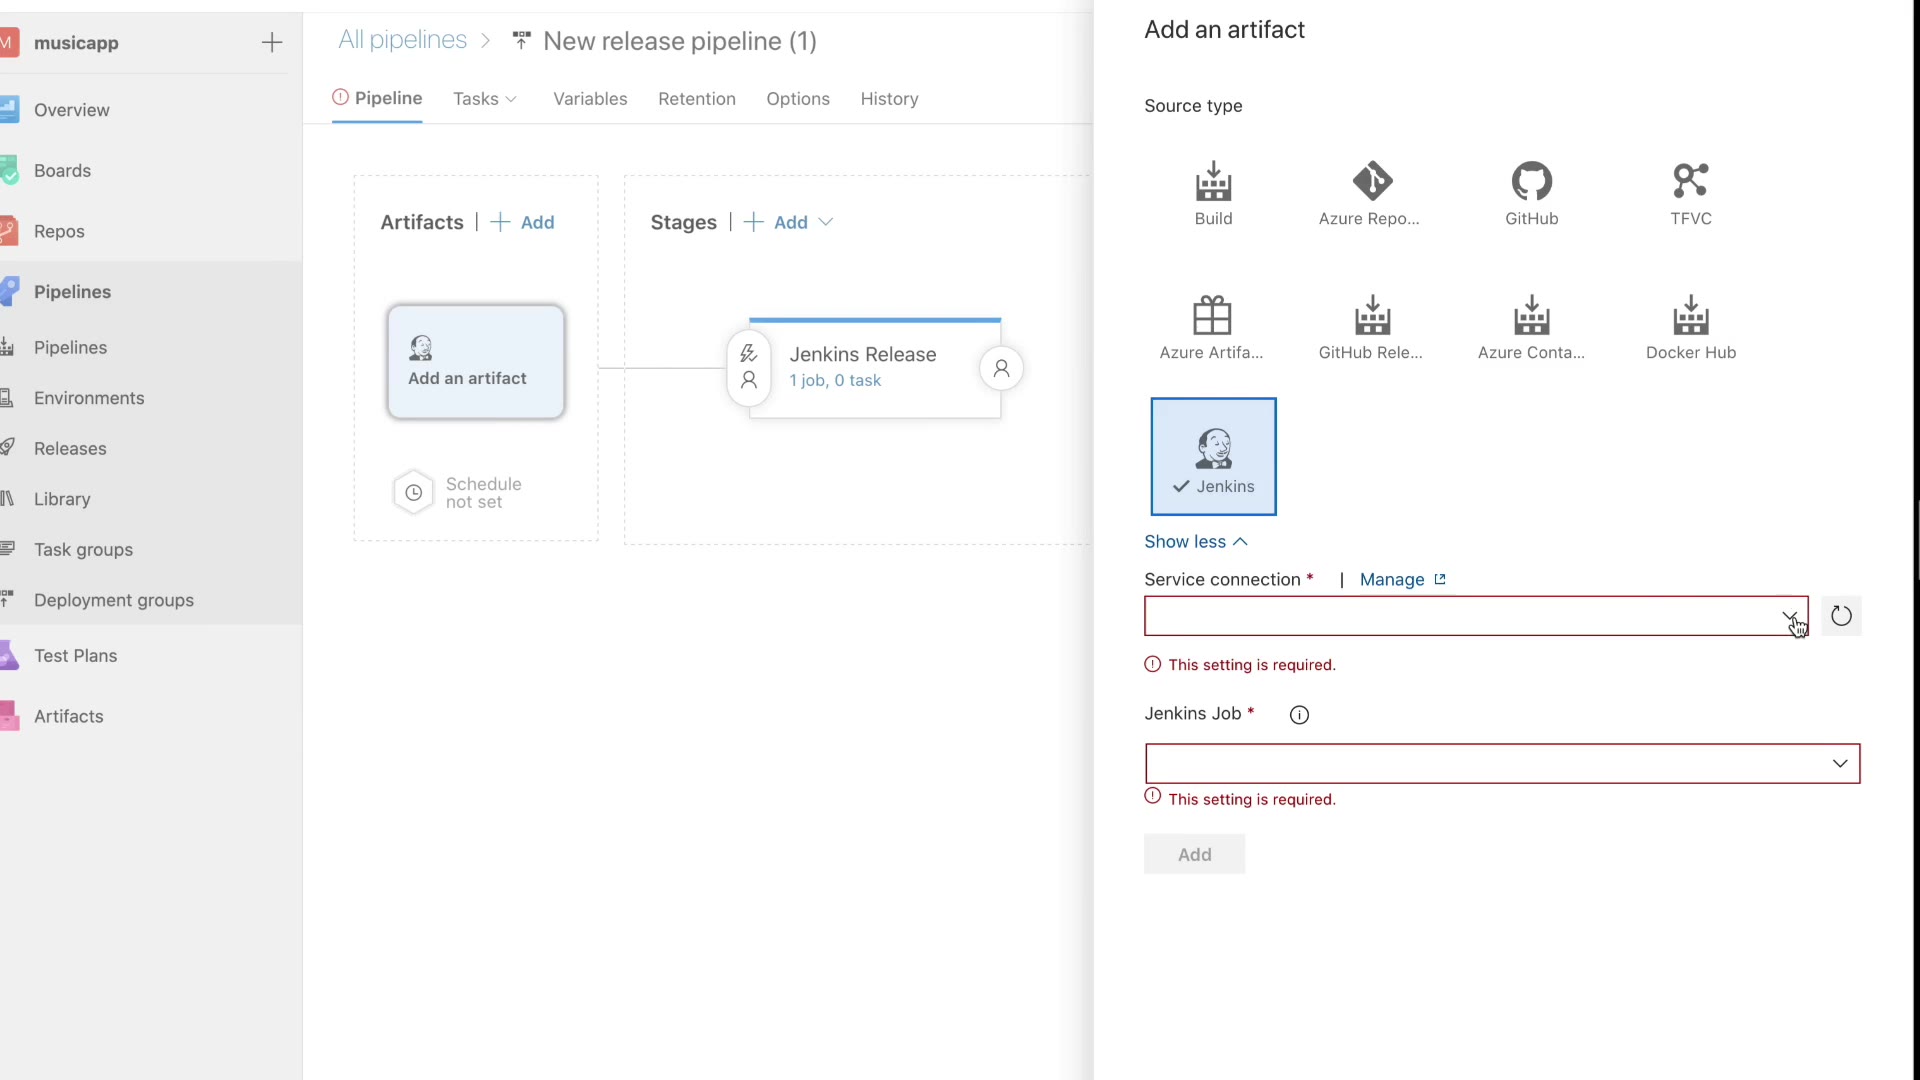 M musicapp
Overview
Boards
Repos
Pipelines
Pipelines
Environments
Releases
Library
Task groups
Deployment groups
Test Plans
Artifacts
All pipelines > New release pipeline (1)
Pipeline Tasks Variables Retention Options History
Artifacts | + Add
Add an artifact
Schedule
not set
Stages | + Add
Jenkins Release
1 job, 0 task
Add an artifact
Source type
Build Azure Repo... GitHub TFVC
Azure Artifa... GitHub Rele... Azure Conta... Docker Hub
Jenkins
Show less
Service connection * | Manage
This setting is required.
Jenkins Job *
This setting is required.
Add